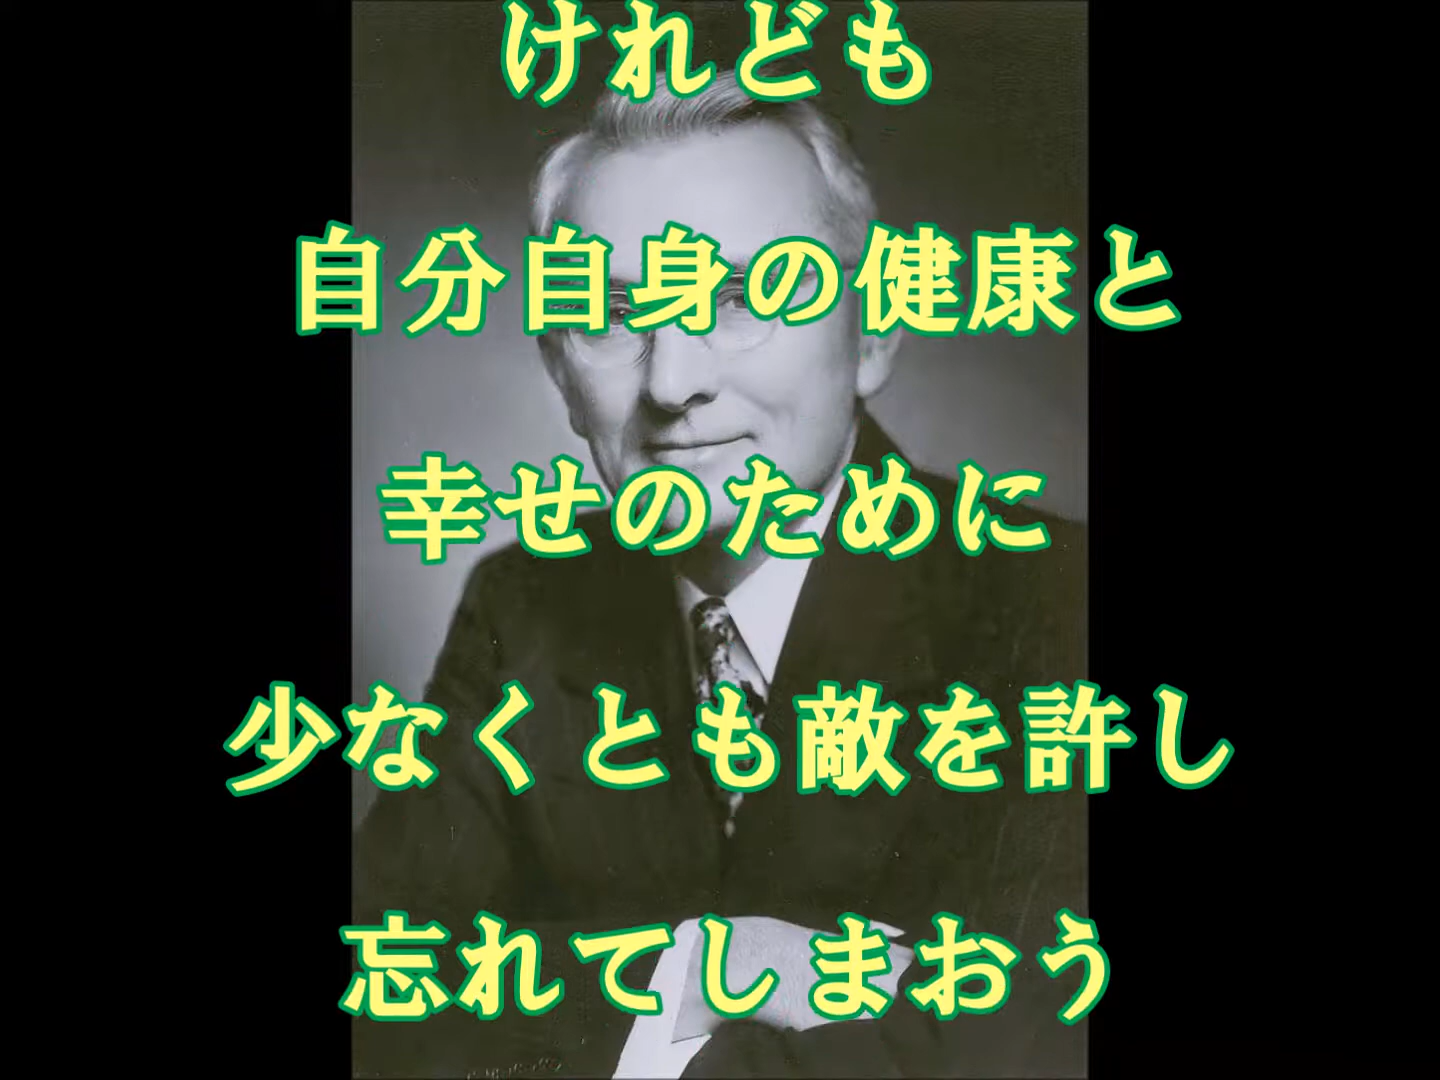 けれども
自分自身の健康と
幸せのために
少なくとも敵を許し
忘れてしまおう